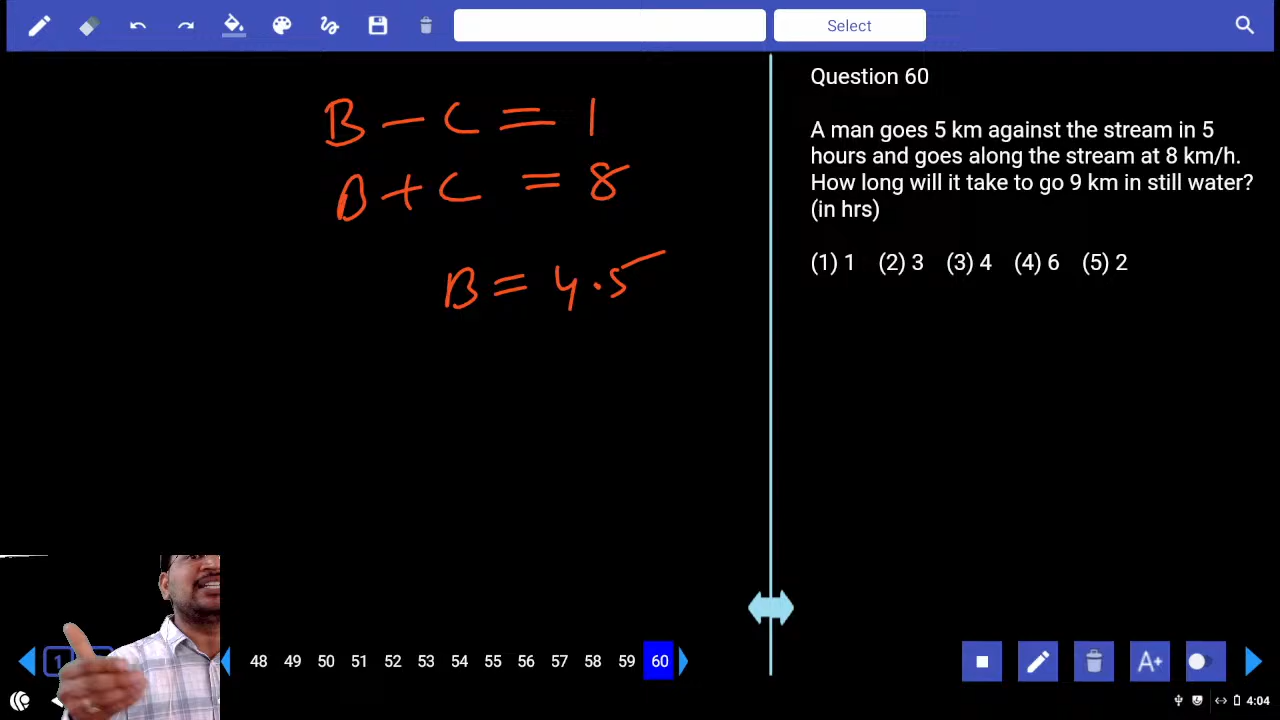 Select
B - C = 1
B + C = 8
B = 4.5
Question 60
A man goes 5 km against the stream in 5
hours and goes along the stream at 8 km/h.
How long will it take to go 9 km in still water?
(in hrs)
(1) 1 (2) 3 (3) 4 (4) 6 (5) 2
1
48 49 50 51 52 53 54 55 56 57 58 59 60
A+
4:04